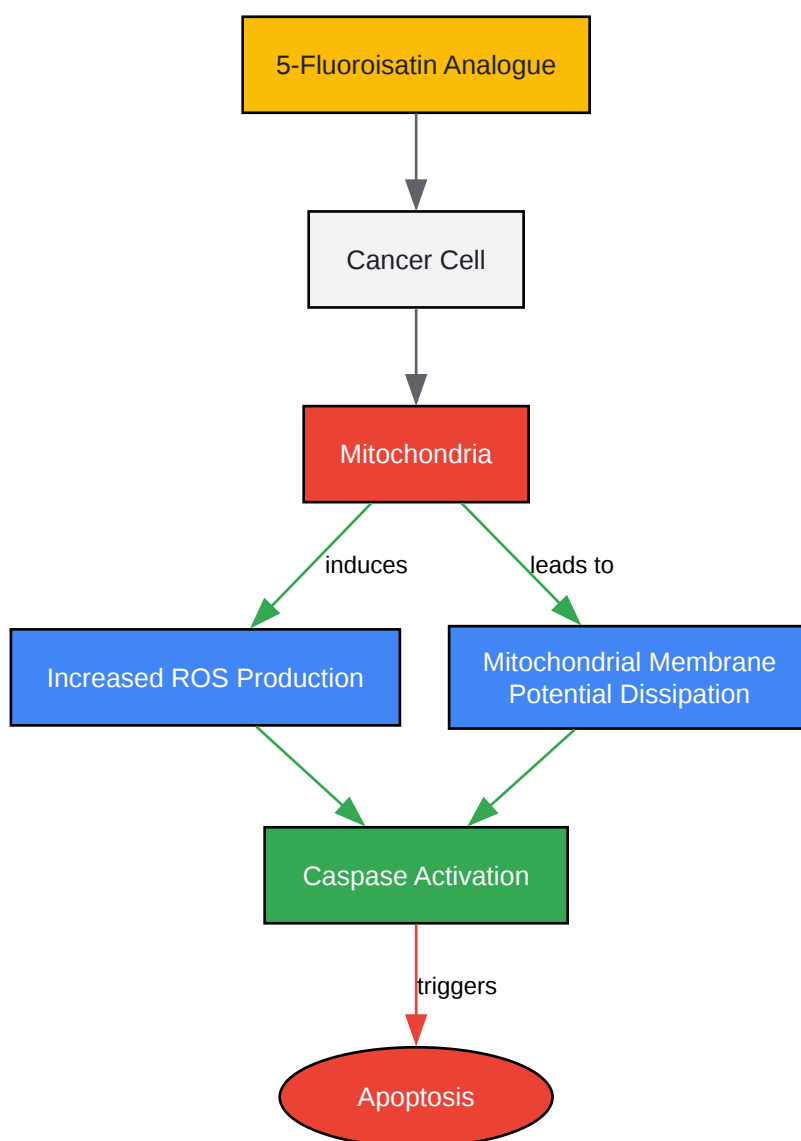 5-Fluoroisatin Analogue
Cancer Cell
Mitochondria
induces
leads to
Increased ROS Production
Mitochondrial Membrane
Potential Dissipation
Caspase Activation
triggers
Apoptosis